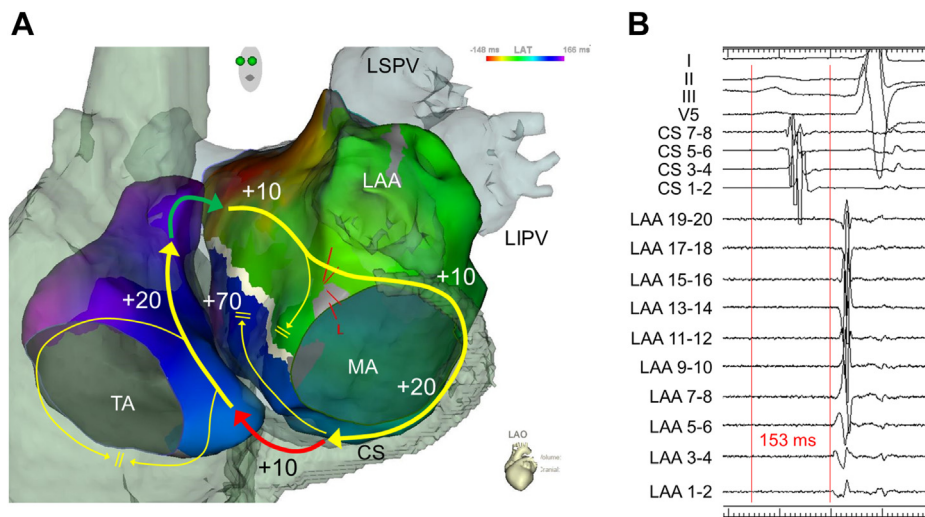 A
-148 ms LAT 166 ms
LSPV
+10
LAA
LIPV
+10
+20
+70
MA
+20
TA
CS
+10
LAO
Volume:
Cranial:
B
I
II
III
V5
CS 7-8
CS 5-6
CS 3-4
CS 1-2
LAA 19-20
LAA 17-18
LAA 15-16
LAA 13-14
LAA 11-12
LAA 9-10
LAA 7-8
LAA 5-6
153 ms
LAA 3-4
LAA 1-2